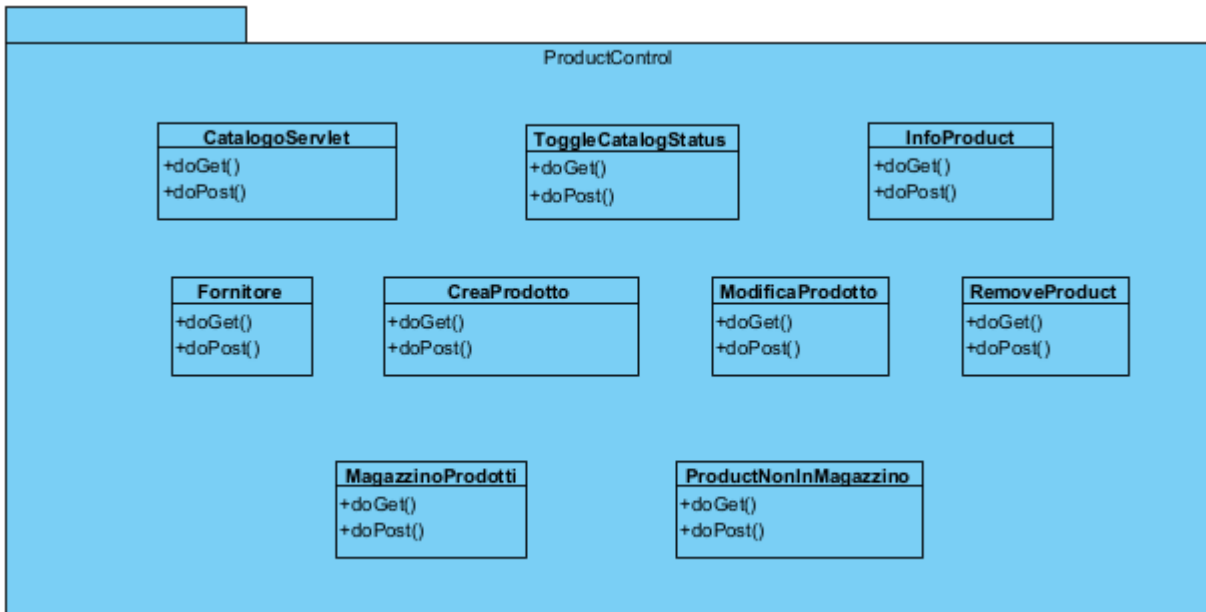 ProductControl
CatalogoServlet
+doGet()
+doPost()
ToggleCatalogStatus
+doGet()
+doPost()
InfoProduct
+doGet()
+doPost()
Fornitore
+doGet()
+doPost()
CreaProdotto
+doGet()
+doPost()
ModificaProdotto
+doGet()
+doPost()
RemoveProduct
+doGet()
+doPost()
MagazzinoProdotti
+doGet()
+doPost()
ProductNonInMagazzino
+doGet()
+doPost()